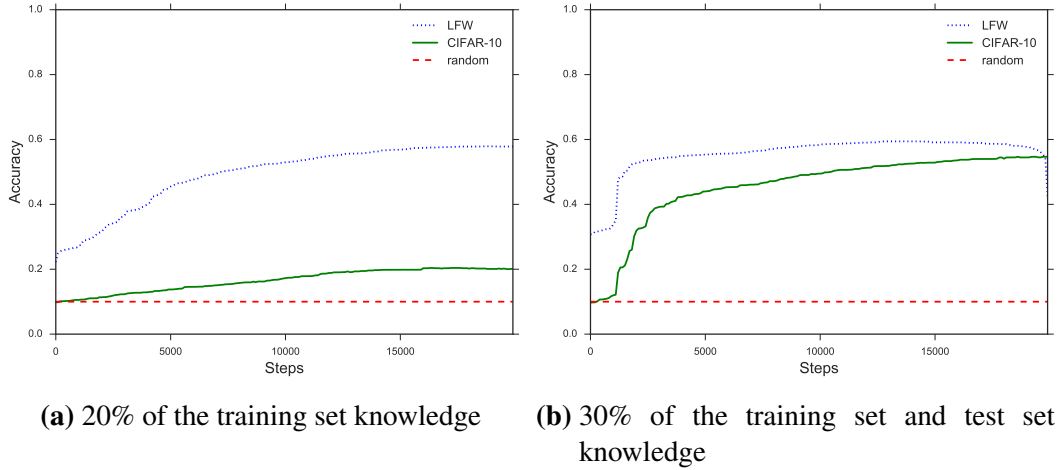 1.0
0.8
0.6
0.4
0.2
0.0
Accuracy
0
5000
10000
15000
Steps
LFW
CIFAR-10
random
(a) 20% of the training set knowledge
1.0
0.8
0.6
0.4
0.2
0.0
Accuracy
0
5000
10000
15000
Steps
LFW
CIFAR-10
random
(b) 30% of the training set and test set
knowledge